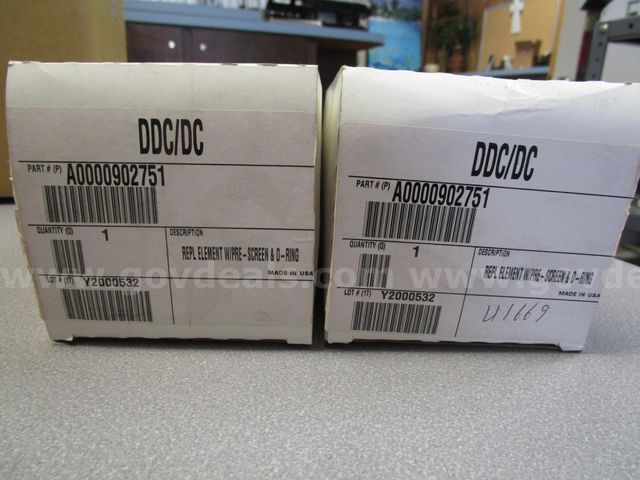 DDC/DC
PART # (P) A0000902751
QUANTITY (Q) 1
DESCRIPTION
REPL ELEMENT W/PRE-SCREEN & O-RING
MADE IN USA
LOT # (1T) Y2000532
DDC/DC
PART # (P) A0000902751
QUANTITY (Q) 1
DESCRIPTION
REPL ELEMENT W/PRE-SCREEN & O-RING
MADE IN USA
LOT # (1T) Y2000532
U1669
www.govdeals.com